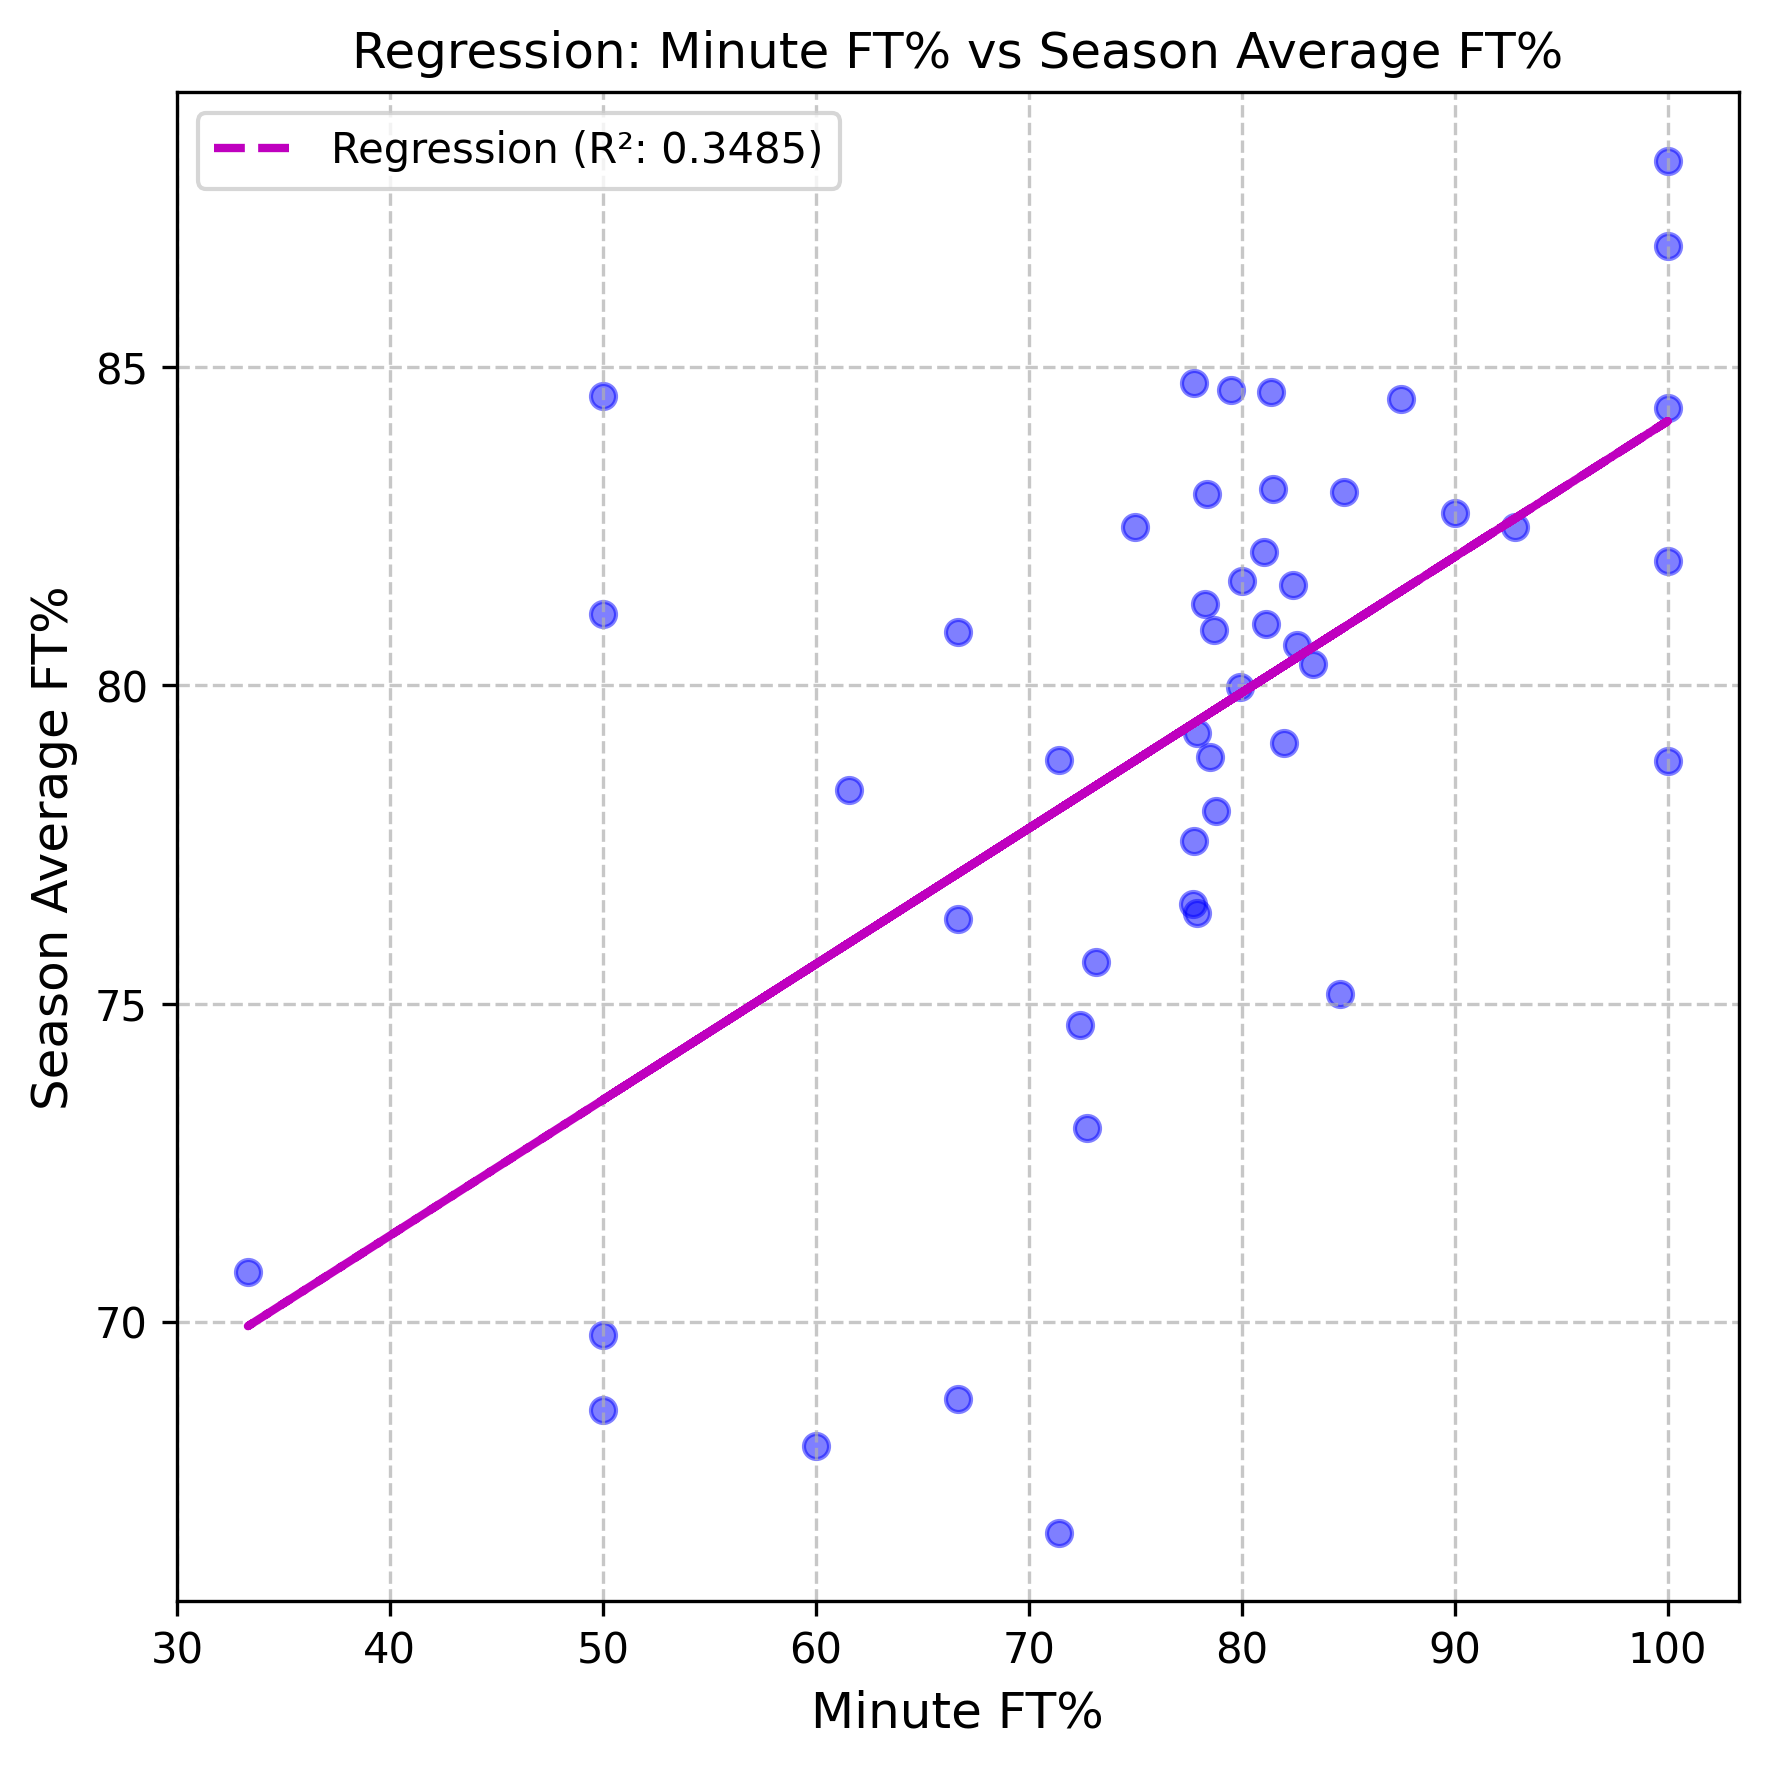 Regression: Minute FT% vs Season Average FT%
Regression (R²: 0.3485)
85
80
75
70
Season Average FT%
30 40 50 60 70 80 90 100
Minute FT%